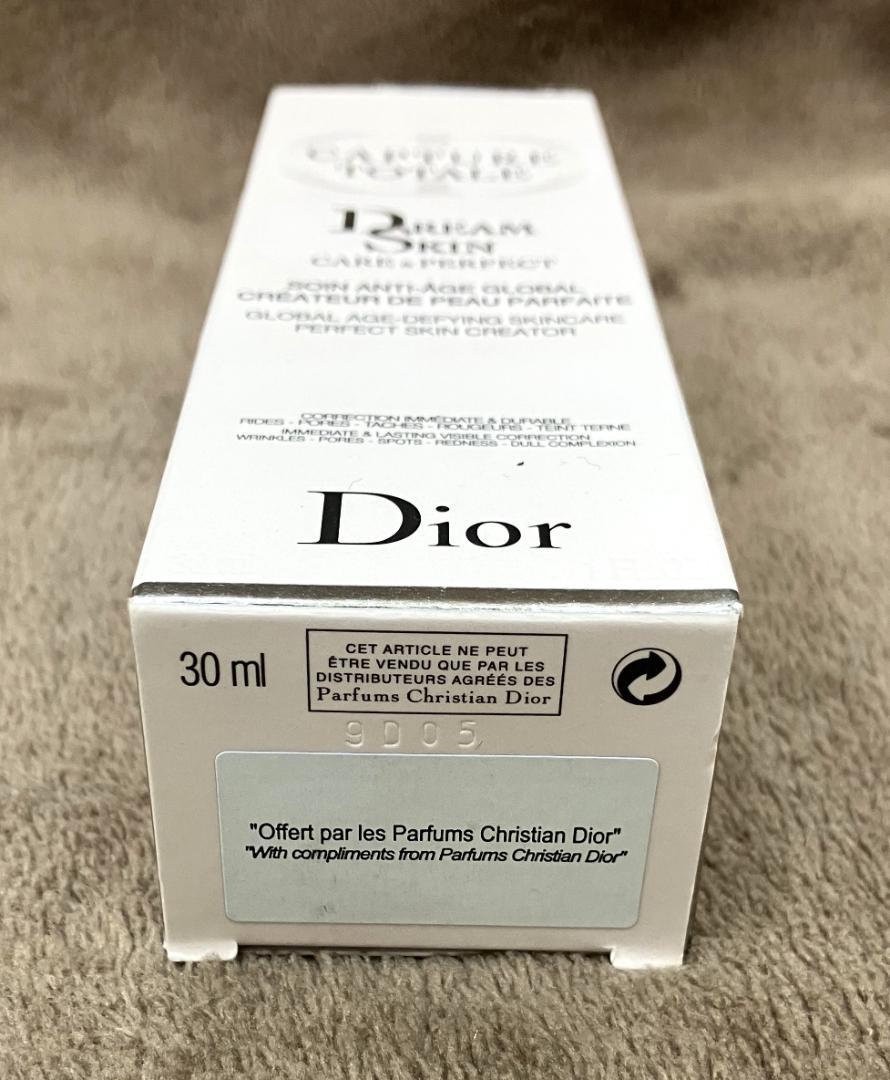 CAPTURE
TOTALE
DREAM
SKIN
CARE & PERFECT
SOIN ANTI-ÂGE GLOBAL
CRÉATEUR DE PEAU PARFAITE
GLOBAL AGE-DEFYING SKINCARE
PERFECT SKIN CREATOR
CORRECTION IMMÉDIATE & DURABLE
RIDES - PORES - TACHES - ROUGEURS - TEINT TERNE
IMMEDIATE & LASTING VISIBLE CORRECTION
WRINKLES - PORES - SPOTS - REDNESS - DULL COMPLEXION
Dior
30 ml
CET ARTICLE NE PEUT
ÊTRE VENDU QUE PAR LES
DISTRIBUTEURS AGRÉÉS DES
Parfums Christian Dior
9D05
"Offert par les Parfums Christian Dior"
"With compliments from Parfums Christian Dior"